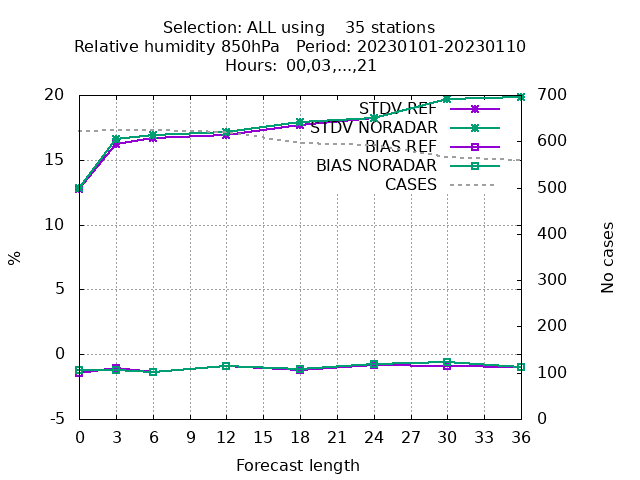 Selection: ALL using    35 stations
Relative humidity 850hPa   Period: 20230101-20230110
Hours: 00,03,...,21
20 700
STDV REF
STDV NORADAR
BIAS REF
BIAS NORADAR
CASES
15 600
500
10 400
% No cases
5 300
200
0 100
-5 0
0 3 6 9 12 15 18 21 24 27 30 33 36
Forecast length